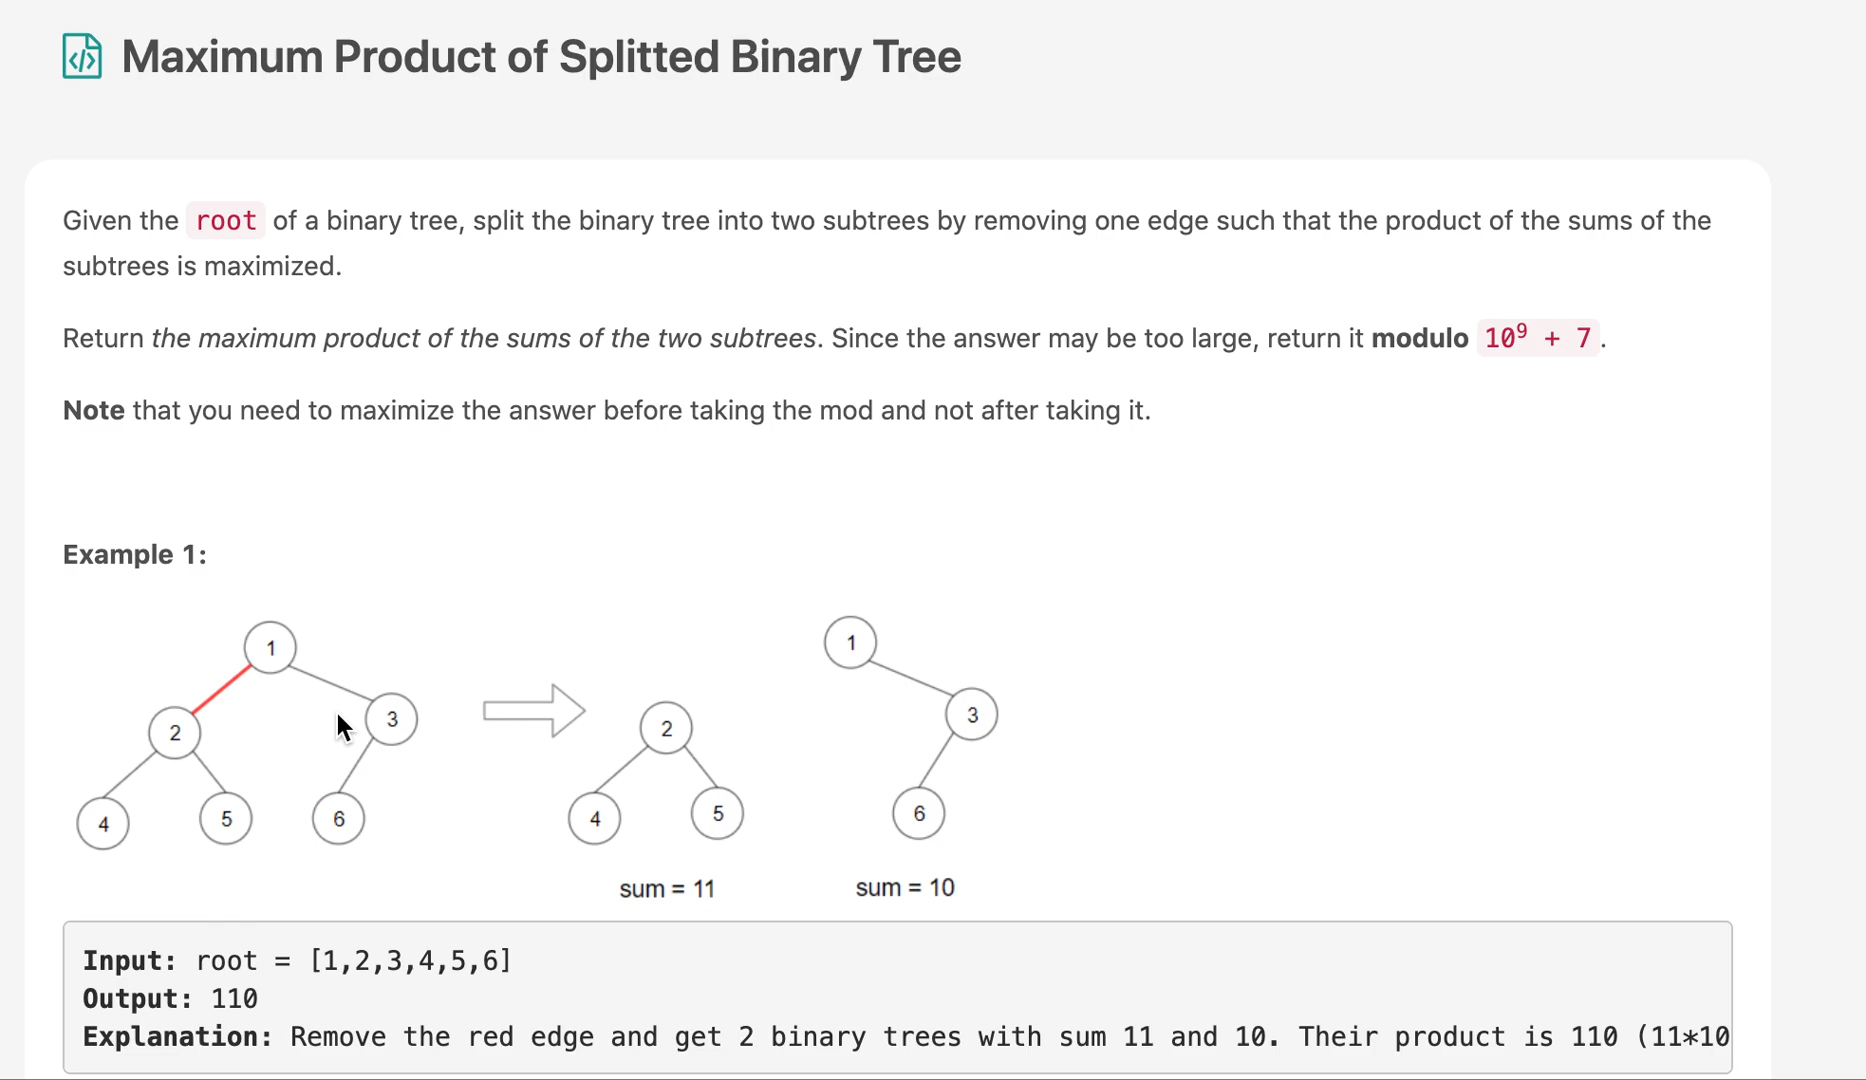 Maximum Product of Splitted Binary Tree
Given the root of a binary tree, split the binary tree into two subtrees by removing one edge such that the product of the sums of the
subtrees is maximized.
Return the maximum product of the sums of the two subtrees. Since the answer may be too large, return it modulo 10⁹ + 7.
Note that you need to maximize the answer before taking the mod and not after taking it.
Example 1:
1
2
3
4
5
6
1
2
3
4
5
6
sum = 11
sum = 10
Input: root = [1,2,3,4,5,6]
Output: 110
Explanation: Remove the red edge and get 2 binary trees with sum 11 and 10. Their product is 110 (11*10